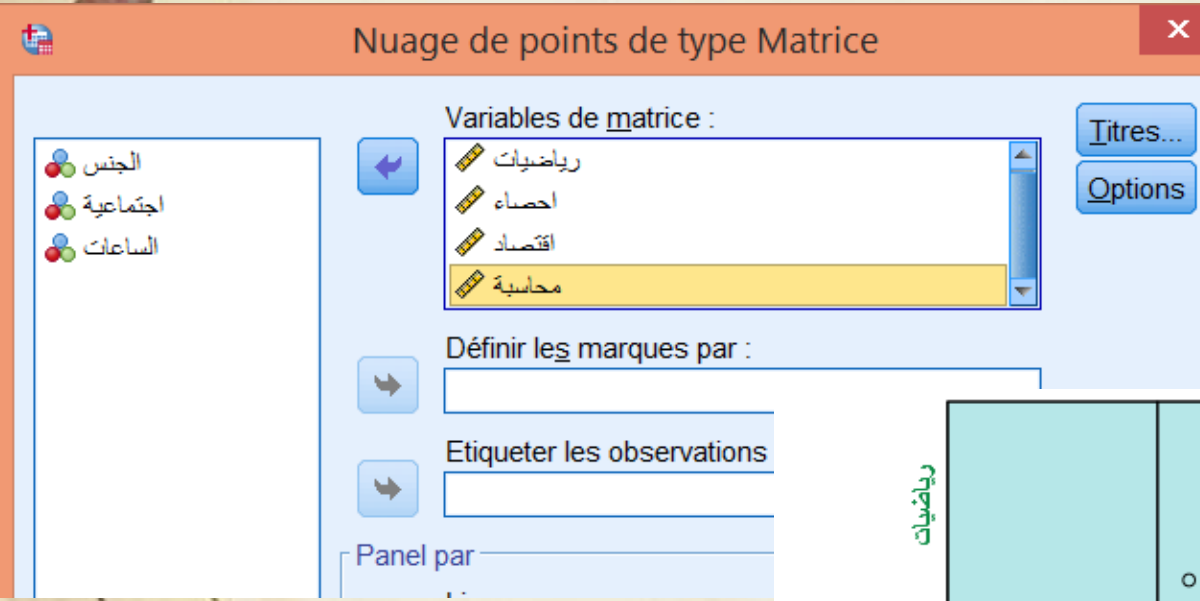 Nuage de points de type Matrice
x
Variables de matrice :
Titres...
Options
الجنس
اجتماعية
الساعات
رياضيات
احصاء
اقتصاد
محاسبة
Définir les marques par :
Etiqueter les observations
Panel par
رياضيات